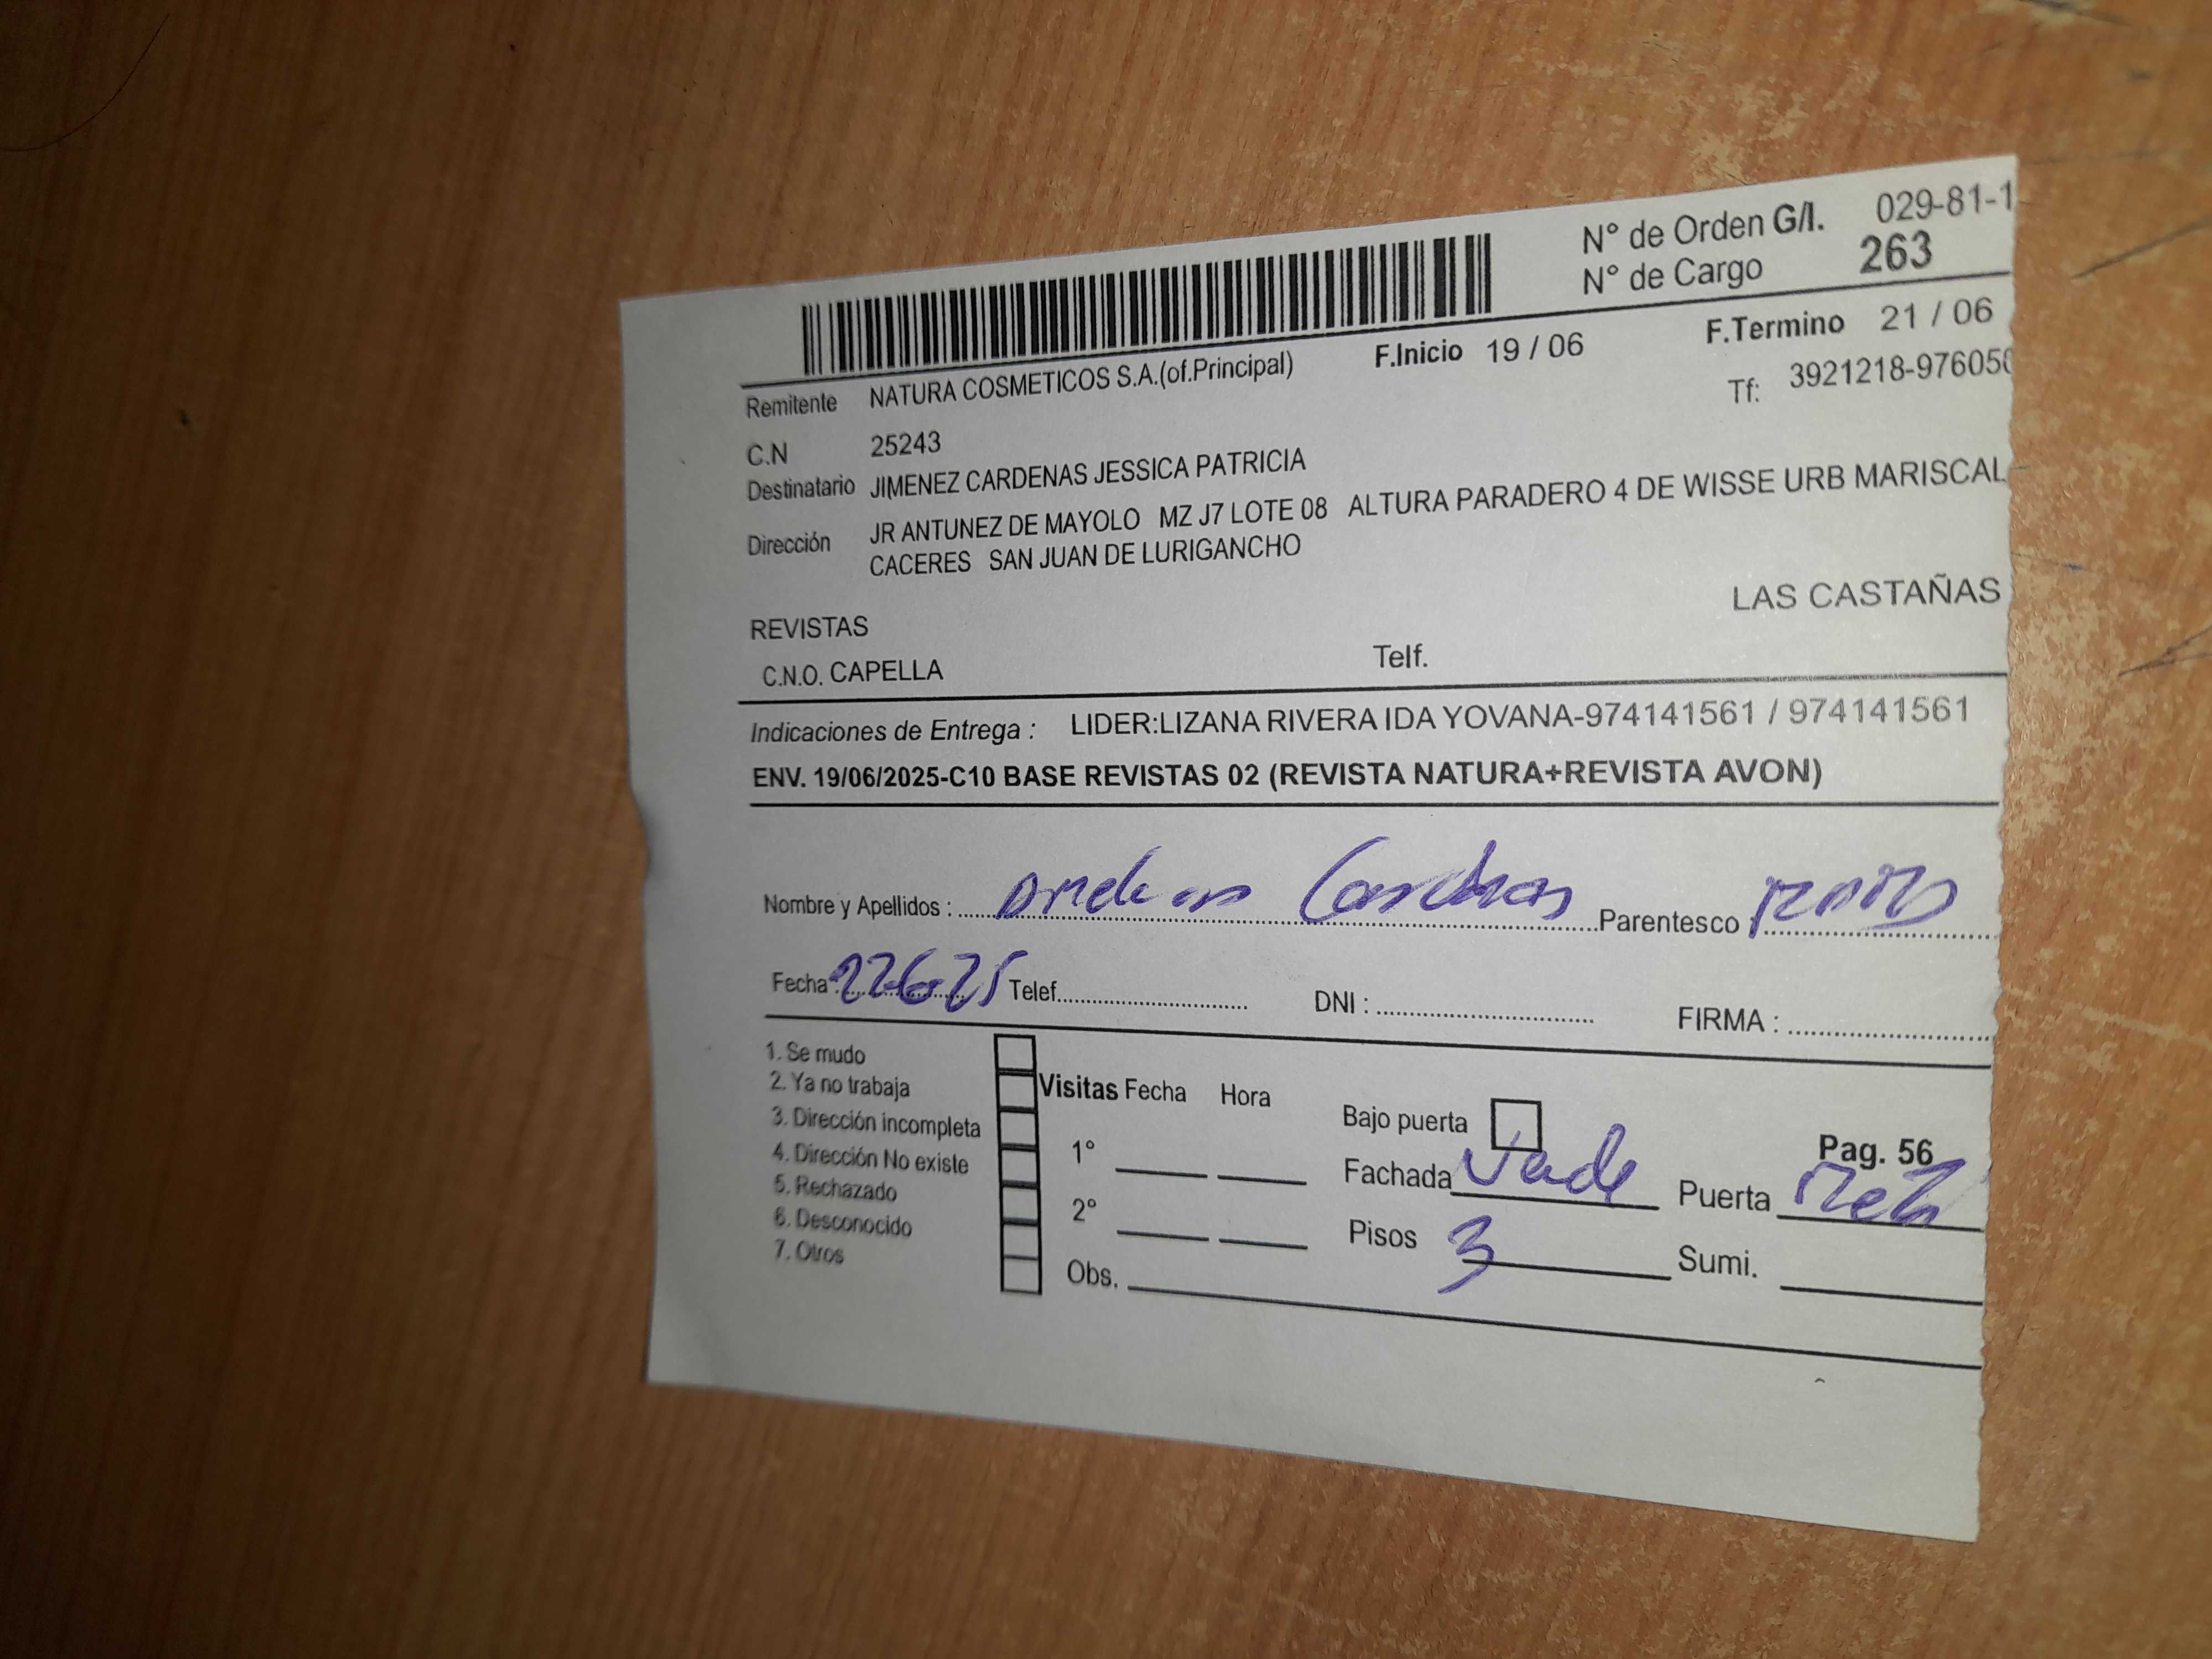 N° de Orden G/I. 029-81-1
N° de Cargo 263
F.Inicio 19 / 06 F.Termino 21 / 06
Remitente NATURA COSMETICOS S.A.(of.Principal) Tf: 3921218-976050
C.N 25243
Destinatario JIMENEZ CARDENAS JESSICA PATRICIA
Dirección JR ANTUNEZ DE MAYOLO MZ J7 LOTE 08 ALTURA PARADERO 4 DE WISSE URB MARISCAL
CACERES SAN JUAN DE LURIGANCHO
LAS CASTAÑAS
REVISTAS
C.N.O. CAPELLA Telf.
Indicaciones de Entrega : LIDER:LIZANA RIVERA IDA YOVANA-974141561 / 974141561
ENV. 19/06/2025-C10 BASE REVISTAS 02 (REVISTA NATURA+REVISTA AVON)
Nombre y Apellidos : Parentesco
Fecha : 22-6-25 Telef. DNI : FIRMA :
1. Se mudo
2. Ya no trabaja
3. Dirección incompleta
4. Dirección No existe
5. Rechazado
6. Desconocido
7. Otros
Visitas Fecha Hora
1°
2°
Obs.
Bajo puerta
Pag. 56
Fachada Puerta
Pisos 3 Sumi.